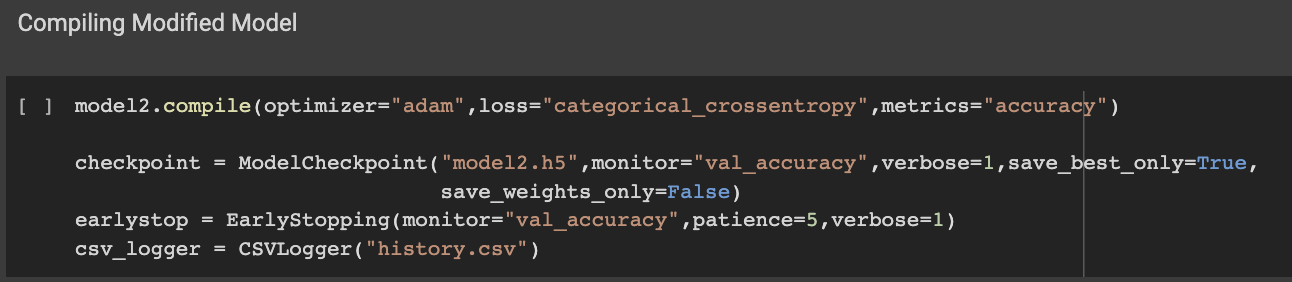 Compiling Modified Model
[ ] model2.compile(optimizer="adam",loss="categorical_crossentropy",metrics="accuracy")
checkpoint = ModelCheckpoint("model2.h5",monitor="val_accuracy",verbose=1,save_best_only=True,
save_weights_only=False)
earlystop = EarlyStopping(monitor="val_accuracy",patience=5,verbose=1)
csv_logger = CSVLogger("history.csv")